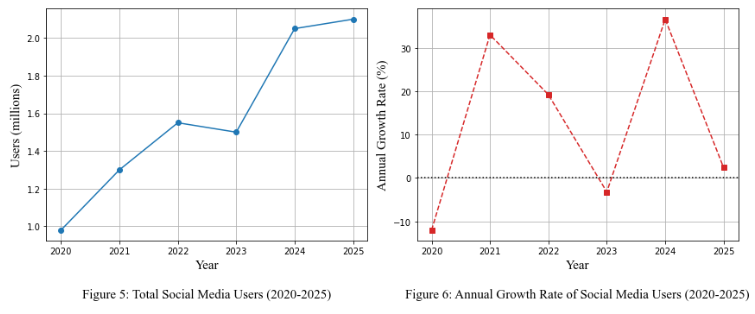 2.0
1.8
1.6
1.4
1.2
1.0
Users (millions)
2020 2021 2022 2023 2024 2025
Year
Figure 5: Total Social Media Users (2020-2025)
30
20
10
0
−10
Annual Growth Rate (%)
2020 2021 2022 2023 2024 2025
Year
Figure 6: Annual Growth Rate of Social Media Users (2020-2025)